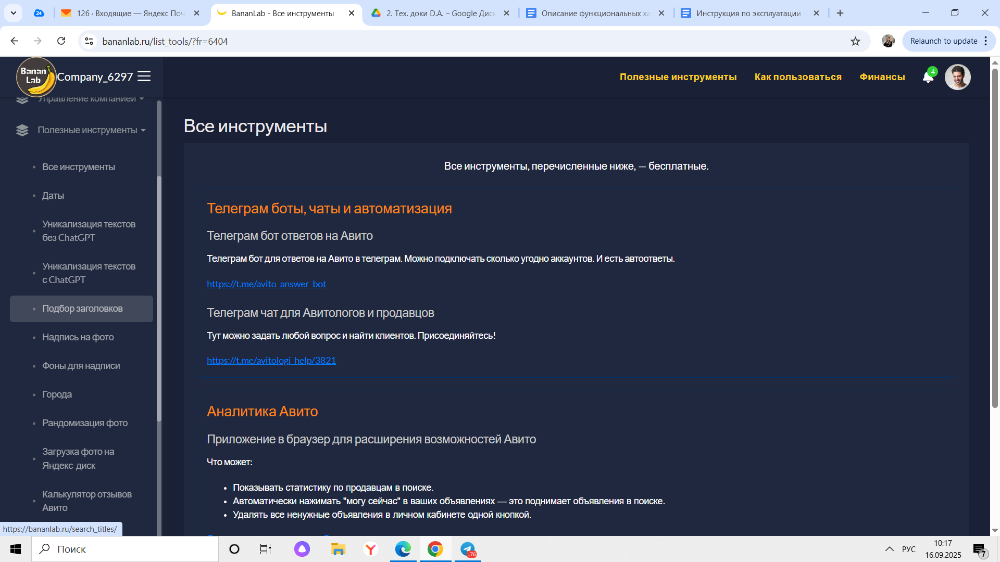 24
126 · Входящие — Яндекс Поч
BananLab - Все инструменты
2. Тех. доки D.A. – Google Диск
Описание функциональных ха
Инструкция по эксплуатации -
bananlab.ru/list_tools/?fr=6404
Relaunch to update
Banan
Lab
Company_6297
Полезные инструменты
Как пользоваться
Финансы
4
Управление компанией
Полезные инструменты
Все инструменты
Даты
Уникализация текстов
без ChatGPT
Уникализация текстов
с ChatGPT
Подбор заголовков
Надпись на фото
Фоны для надписи
Города
Рандомизация фото
Загрузка фото на
Яндекс-диск
Калькулятор отзывов
Авито
https://bananlab.ru/search_titles/
Все инструменты
Все инструменты, перечисленные ниже, — бесплатные.
Телеграм боты, чаты и автоматизация
Телеграм бот ответов на Авито
Телеграм бот для ответов на Авито в телеграм. Можно подключать сколько угодно аккаунтов. И есть автоответы.
https://t.me/avito_answer_bot
Телеграм чат для Авитологов и продавцов
Тут можно задать любой вопрос и найти клиентов. Присоединяйтесь!
https://t.me/avitologi_help/3821
Аналитика Авито
Приложение в браузер для расширения возможностей Авито
Что может:
Показывать статистику по продавцам в поиске.
Автоматически нажимать "могу сейчас" в ваших объявлениях — это поднимает объявления в поиске.
Удалять все ненужные объявления в личном кабинете одной кнопкой.
Поиск
..76
РУС
10:17
16.09.2025
7